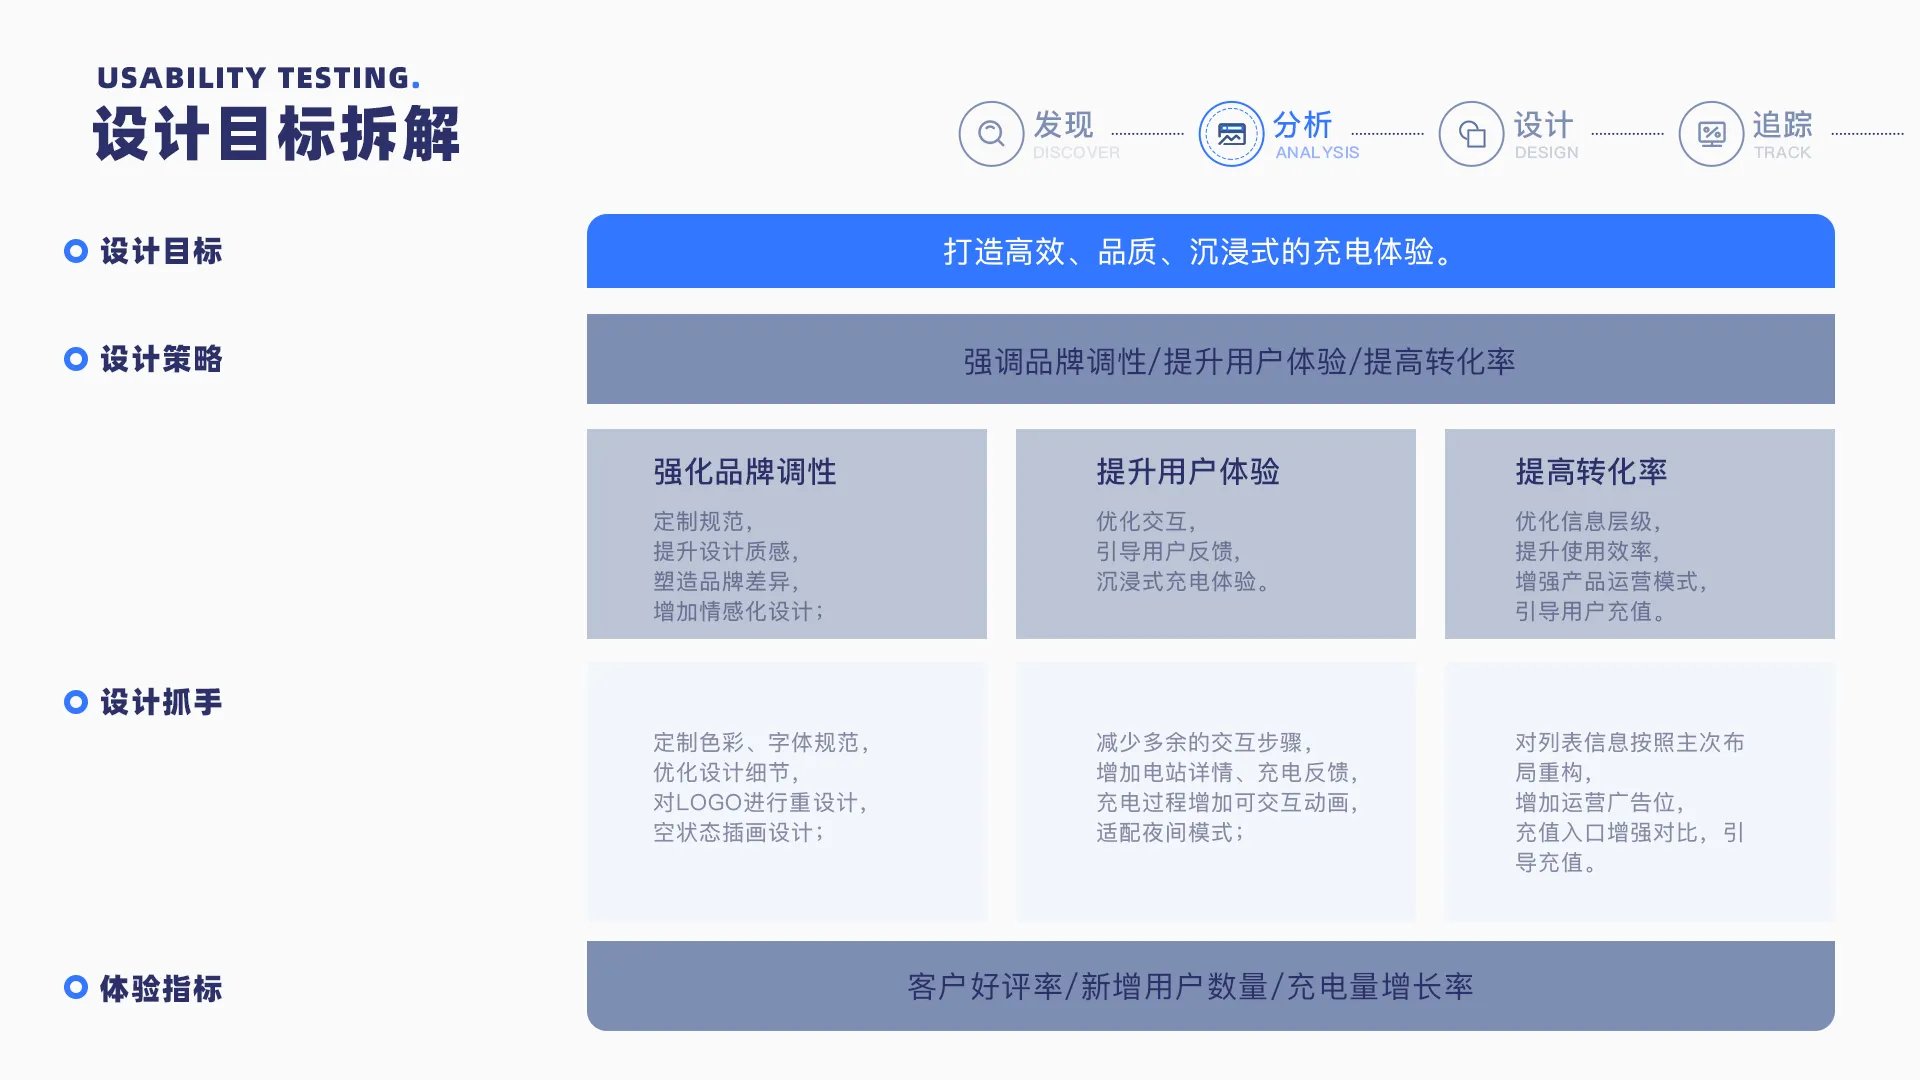 USABILITY TESTING.
设计目标拆解
发现
DISCOVER
分析
ANALYSIS
设计
DESIGN
追踪
TRACK
设计目标
打造高效、品质、沉浸式的充电体验。
设计策略
强调品牌调性/提升用户体验/提高转化率
强化品牌调性
定制规范，
提升设计质感，
塑造品牌差异，
增加情感化设计；
提升用户体验
优化交互，
引导用户反馈，
沉浸式充电体验。
提高转化率
优化信息层级，
提升使用效率，
增强产品运营模式，
引导用户充值。
设计抓手
定制色彩、字体规范，
优化设计细节，
对LOGO进行重设计，
空状态插画设计；
减少多余的交互步骤，
增加电站详情、充电反馈，
充电过程增加可交互动画，
适配夜间模式；
对列表信息按照主次布
局重构，
增加运营广告位，
充值入口增强对比，引
导充值。
体验指标
客户好评率/新增用户数量/充电量增长率